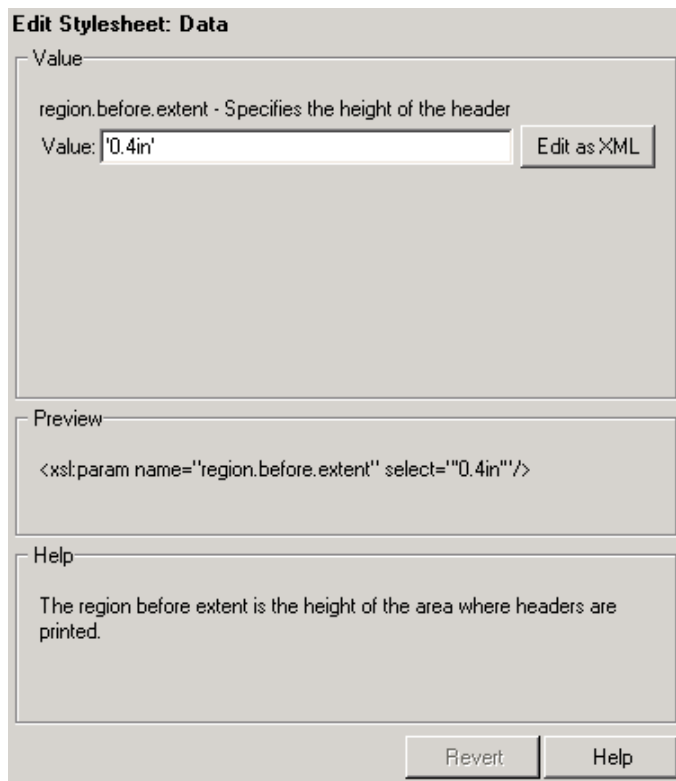 Edit Stylesheet: Data
Value
region.before.extent - Specifies the height of the header
Value: '0.4in'
Edit as XML
Preview
<xsl:param name="region.before.extent" select="'0.4in'"/>
Help
The region before extent is the height of the area where headers are
printed.
Revert
Help